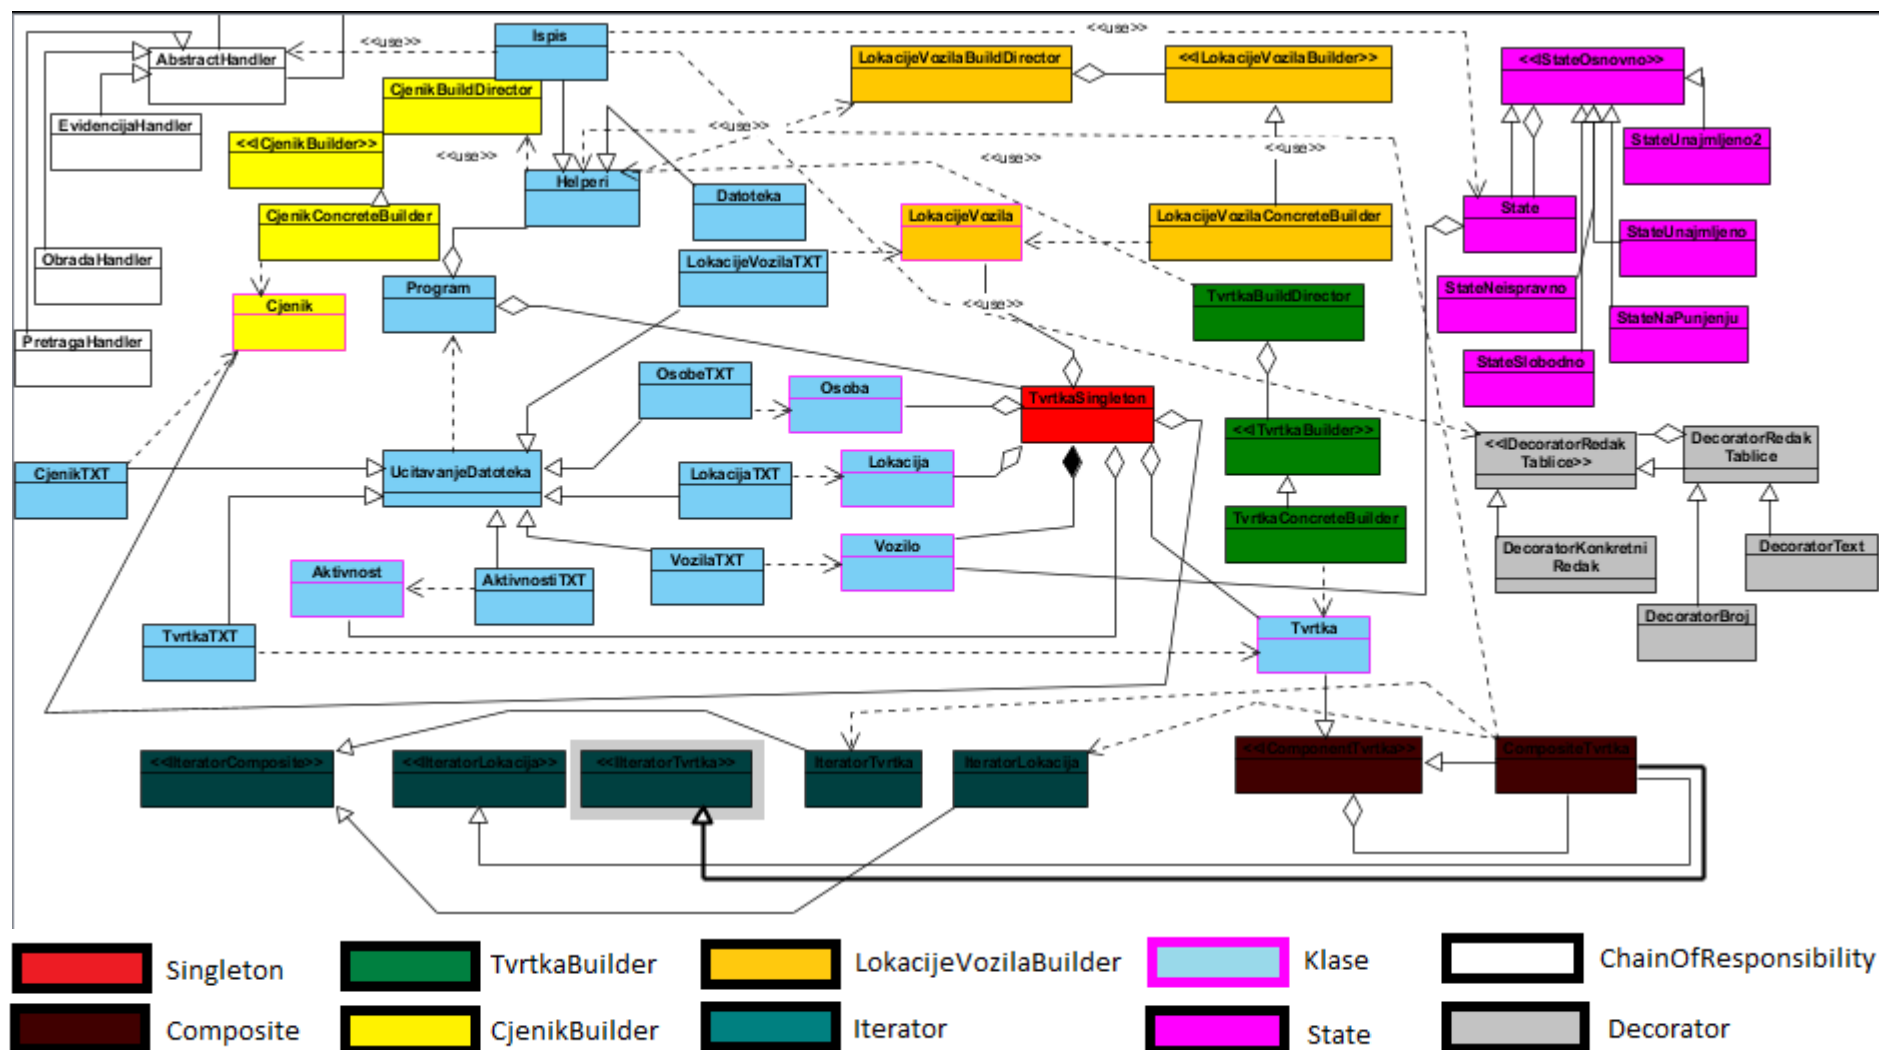 Ispis
<<use>>
<<use>>
AbstractHandler
LokacijeVozilaBuildDirector
<<ILokacijeVozilaBuilder>>
<<IStateOsnovno>>
CjenikBuildDirector
EvidencijaHandler
<<use>>
<<use>>
<<ICjenikBuilder>>
<<use>>
<<use>>
<<use>>
StateUnajmljeno2
Helperi
Datoteka
CjenikConcreteBuilder
LokacijeVozila
LokacijeVozilaConcreteBuilder
State
StateUnajmljeno
ObradaHandler
LokacijeVozilaTXT
Program
Cjenik
<<use>>
TvrtkaBuildDirector
StateNeispravno
StateNaPunjenju
PretragaHandler
StateSlobodno
OsobeTXT
Osoba
TvrtkaSingleton
<<ITvrtkaBuilder>>
<<IDecoratorRedak
Tablice>>
DecoratorRedak
Tablice
CjenikTXT
UcitavanjeDatoteka
LokacijaTXT
Lokacija
TvrtkaConcreteBuilder
VozilaTXT
Vozilo
DecoratorKonkretni
Redak
DecoratorText
Aktivnost
AktivnostiTXT
DecoratorBroj
TvrtkaTXT
Tvrtka
<<IIteratorComposite>>
<<IIteratorLokacija>>
<<IIteratorTvrtka>>
IteratorTvrtka
IteratorLokacija
<<IComponentTvrtka>>
CompositeTvrtka
Singleton
TvrtkaBuilder
LokacijeVozilaBuilder
Klase
ChainOfResponsibility
Composite
CjenikBuilder
Iterator
State
Decorator